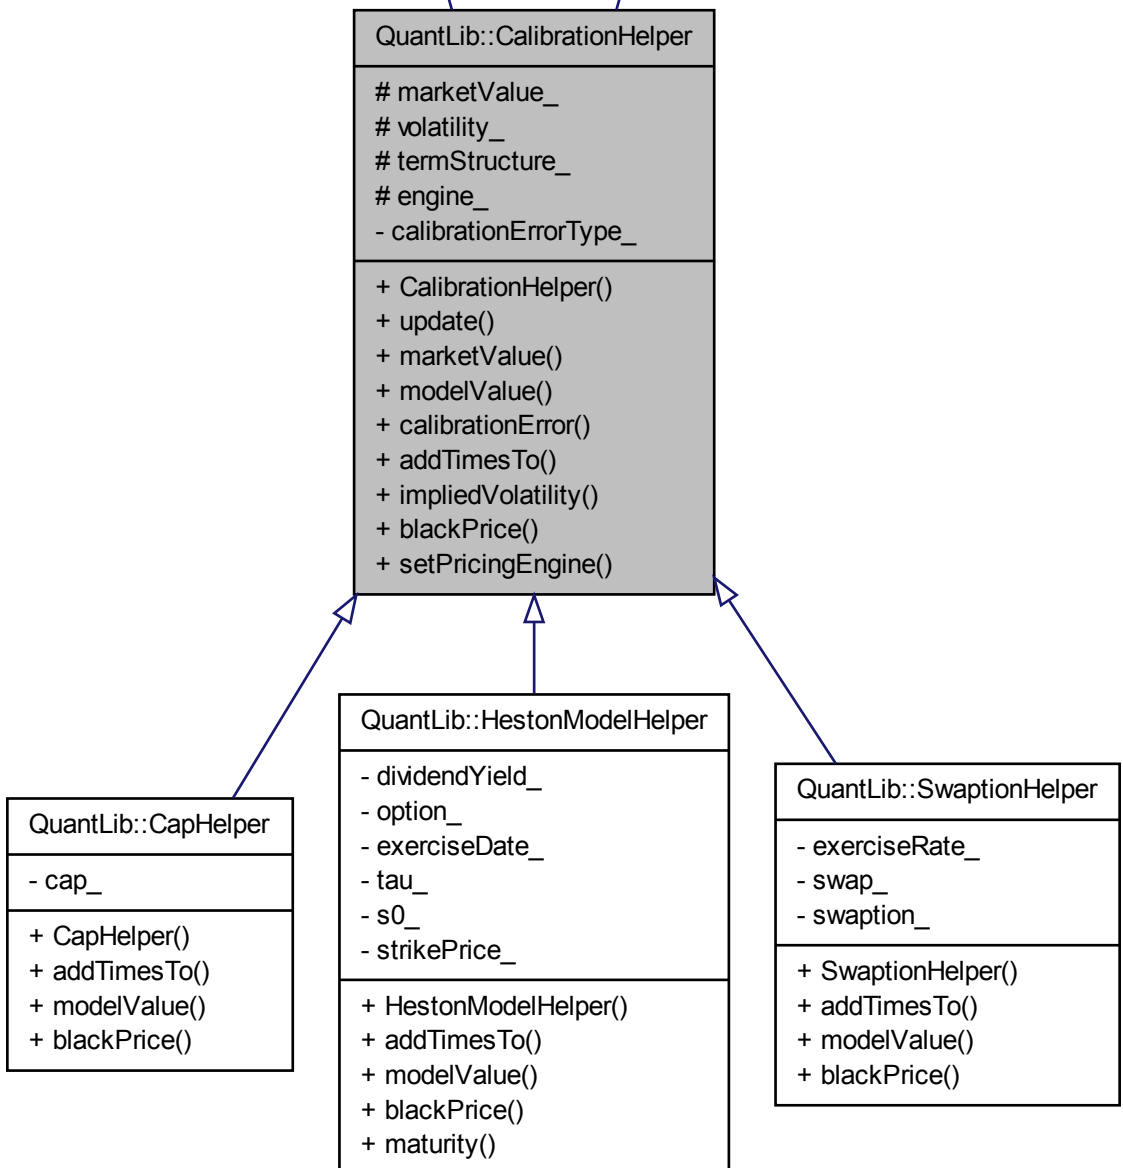 QuantLib::CalibrationHelper
# marketValue_
# volatility_
# termStructure_
# engine_
- calibrationErrorType_
+ CalibrationHelper()
+ update()
+ marketValue()
+ modelValue()
+ calibrationError()
+ addTimesTo()
+ impliedVolatility()
+ blackPrice()
+ setPricingEngine()
QuantLib::CapHelper
- cap_
+ CapHelper()
+ addTimesTo()
+ modelValue()
+ blackPrice()
QuantLib::HestonModelHelper
- dividendYield_
- option_
- exerciseDate_
- tau_
- s0_
- strikePrice_
+ HestonModelHelper()
+ addTimesTo()
+ modelValue()
+ blackPrice()
+ maturity()
QuantLib::SwaptionHelper
- exerciseRate_
- swap_
- swaption_
+ SwaptionHelper()
+ addTimesTo()
+ modelValue()
+ blackPrice()